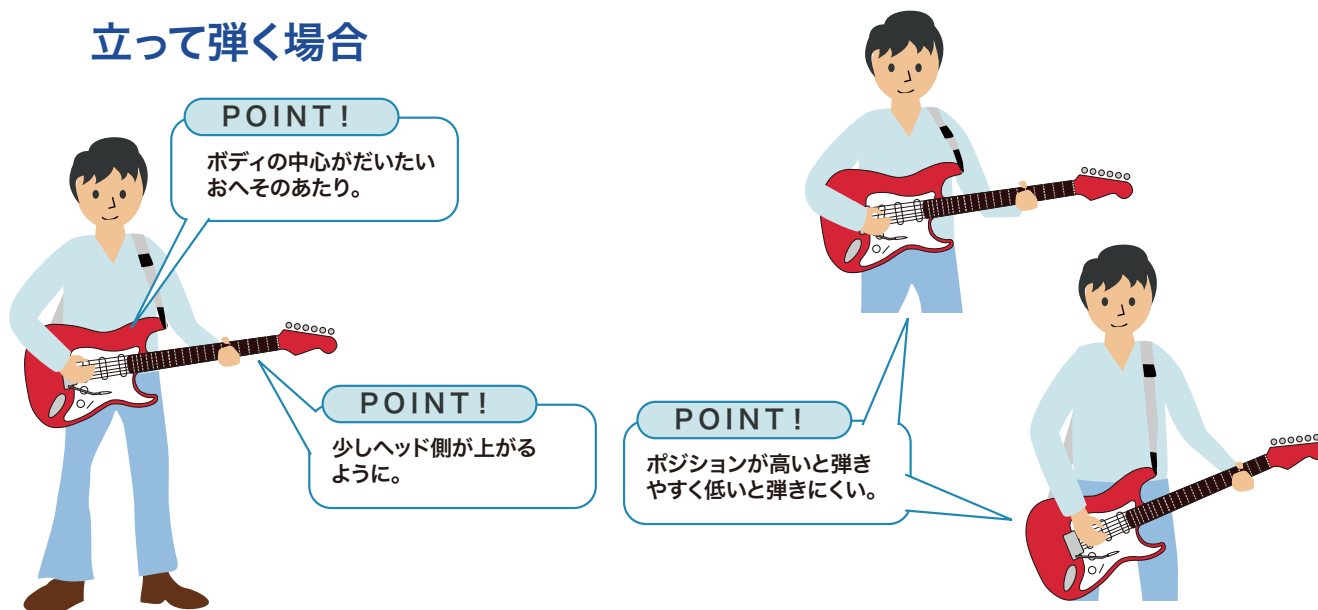 立って弾く場合
POINT!
ボディの中心がだいたい
おへそのあたり。
POINT!
少しヘッド側が上がる
ように。
POINT!
ポジションが高いと弾き
やすく低いと弾きにくい。